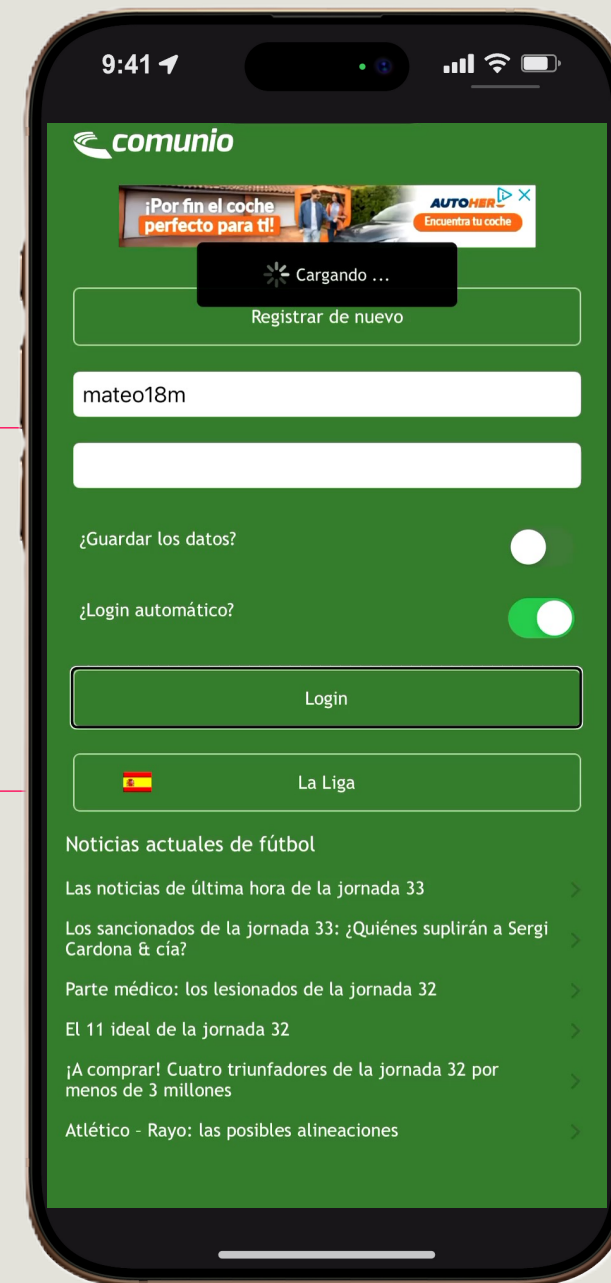 9:41
comunio
¡Por fin el coche
perfecto para ti!
AUTOHER
Encuentra tu coche
Cargando ...
Registrar de nuevo
mateo18m
¿Guardar los datos?
¿Login automático?
Login
La Liga
Noticias actuales de fútbol
Las noticias de última hora de la jornada 33
Los sancionados de la jornada 33: ¿Quiénes suplirán a Sergi
Cardona & cía?
Parte médico: los lesionados de la jornada 32
El 11 ideal de la jornada 32
¡A comprar! Cuatro triunfadores de la jornada 32 por
menos de 3 millones
Atlético - Rayo: las posibles alineaciones